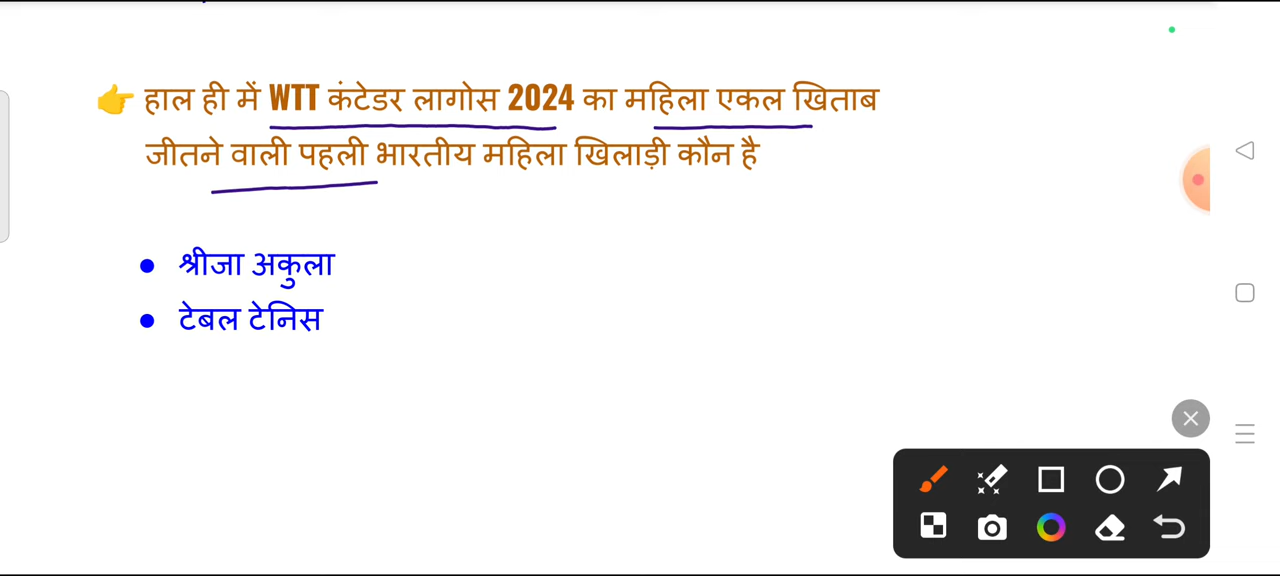 👉 हाल ही में WTT कंटेडर लागोस 2024 का महिला एकल खिताब
जीतने वाली पहली भारतीय महिला खिलाड़ी कौन है
● श्रीजा अकुला
● टेबल टेनिस